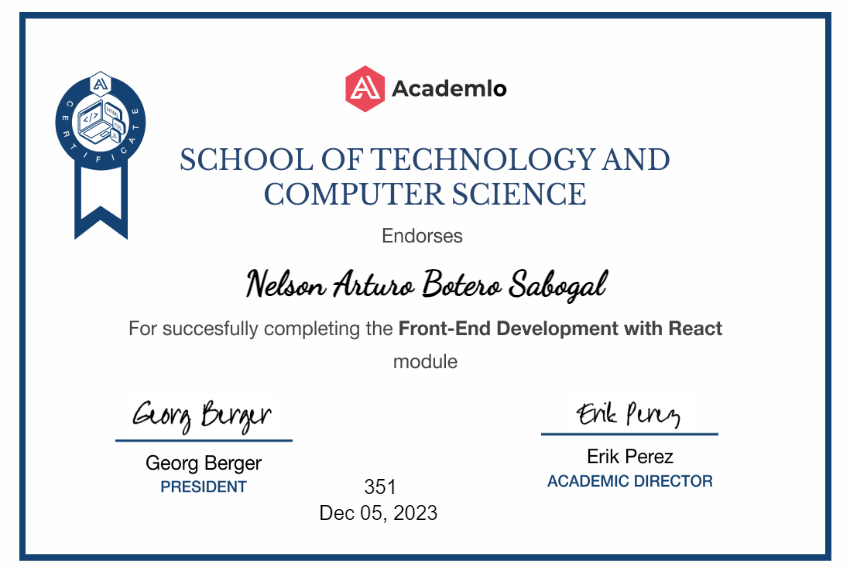 Academlo
CERTIFICATE
</>
SCHOOL OF TECHNOLOGY AND
COMPUTER SCIENCE
Endorses
Nelson Arturo Botero Sabogal
For succesfully completing the Front-End Development with React
module
Georg Berger
Erik Perez
Georg Berger
Erik Perez
PRESIDENT
ACADEMIC DIRECTOR
351
Dec 05, 2023